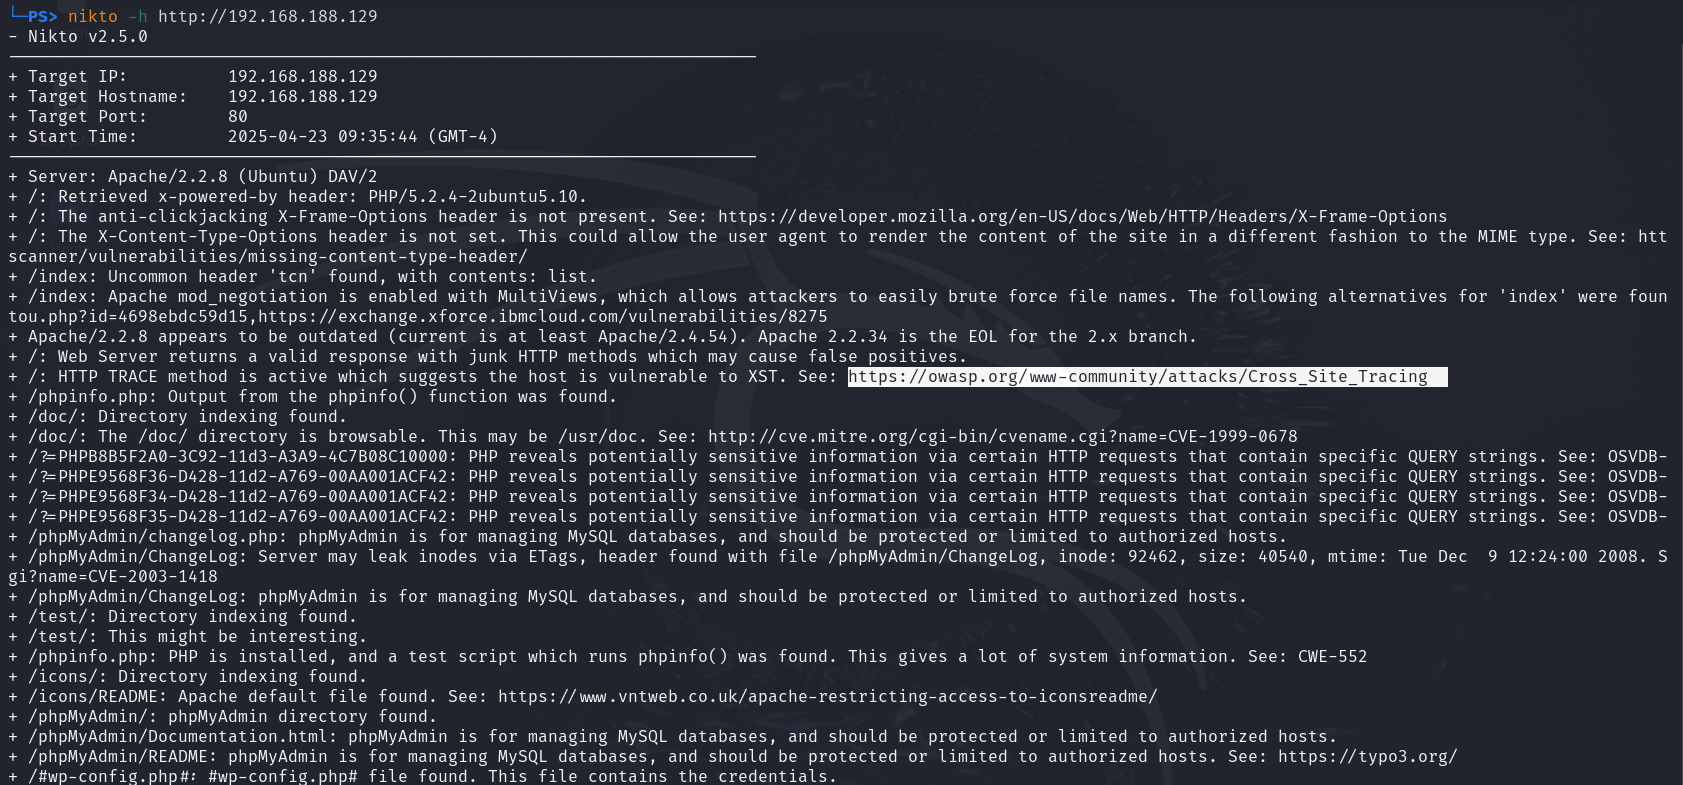 └─PS> nikto -h http://192.168.188.129
- Nikto v2.5.0
---------------------------------------------------------------------------
+ Target IP:          192.168.188.129
+ Target Hostname:    192.168.188.129
+ Target Port:        80
+ Start Time:         2025-04-23 09:35:44 (GMT-4)
---------------------------------------------------------------------------
+ Server: Apache/2.2.8 (Ubuntu) DAV/2
+ /: Retrieved x-powered-by header: PHP/5.2.4-2ubuntu5.10.
+ /: The anti-clickjacking X-Frame-Options header is not present. See: https://developer.mozilla.org/en-US/docs/Web/HTTP/Headers/X-Frame-Options
+ /: The X-Content-Type-Options header is not set. This could allow the user agent to render the content of the site in a different fashion to the MIME type. See: htt
scanner/vulnerabilities/missing-content-type-header/
+ /index: Uncommon header 'tcn' found, with contents: list.
+ /index: Apache mod_negotiation is enabled with MultiViews, which allows attackers to easily brute force file names. The following alternatives for 'index' were foun
tou.php?id=4698ebdc59d15,https://exchange.xforce.ibmcloud.com/vulnerabilities/8275
+ Apache/2.2.8 appears to be outdated (current is at least Apache/2.4.54). Apache 2.2.34 is the EOL for the 2.x branch.
+ /: Web Server returns a valid response with junk HTTP methods which may cause false positives.
+ /: HTTP TRACE method is active which suggests the host is vulnerable to XST. See: https://owasp.org/www-community/attacks/Cross_Site_Tracing
+ /phpinfo.php: Output from the phpinfo() function was found.
+ /doc/: Directory indexing found.
+ /doc/: The /doc/ directory is browsable. This may be /usr/doc. See: http://cve.mitre.org/cgi-bin/cvename.cgi?name=CVE-1999-0678
+ /?=PHPB8B5F2A0-3C92-11d3-A3A9-4C7B08C10000: PHP reveals potentially sensitive information via certain HTTP requests that contain specific QUERY strings. See: OSVDB-
+ /?=PHPE9568F36-D428-11d2-A769-00AA001ACF42: PHP reveals potentially sensitive information via certain HTTP requests that contain specific QUERY strings. See: OSVDB-
+ /?=PHPE9568F34-D428-11d2-A769-00AA001ACF42: PHP reveals potentially sensitive information via certain HTTP requests that contain specific QUERY strings. See: OSVDB-
+ /?=PHPE9568F35-D428-11d2-A769-00AA001ACF42: PHP reveals potentially sensitive information via certain HTTP requests that contain specific QUERY strings. See: OSVDB-
+ /phpMyAdmin/changelog.php: phpMyAdmin is for managing MySQL databases, and should be protected or limited to authorized hosts.
+ /phpMyAdmin/ChangeLog: Server may leak inodes via ETags, header found with file /phpMyAdmin/ChangeLog, inode: 92462, size: 40540, mtime: Tue Dec  9 12:24:00 2008. S
gi?name=CVE-2003-1418
+ /phpMyAdmin/ChangeLog: phpMyAdmin is for managing MySQL databases, and should be protected or limited to authorized hosts.
+ /test/: Directory indexing found.
+ /test/: This might be interesting.
+ /phpinfo.php: PHP is installed, and a test script which runs phpinfo() was found. This gives a lot of system information. See: CWE-552
+ /icons/: Directory indexing found.
+ /icons/README: Apache default file found. See: https://www.vntweb.co.uk/apache-restricting-access-to-iconsreadme/
+ /phpMyAdmin/: phpMyAdmin directory found.
+ /phpMyAdmin/Documentation.html: phpMyAdmin is for managing MySQL databases, and should be protected or limited to authorized hosts.
+ /phpMyAdmin/README: phpMyAdmin is for managing MySQL databases, and should be protected or limited to authorized hosts. See: https://typo3.org/
+ /#wp-config.php#: #wp-config.php# file found. This file contains the credentials.